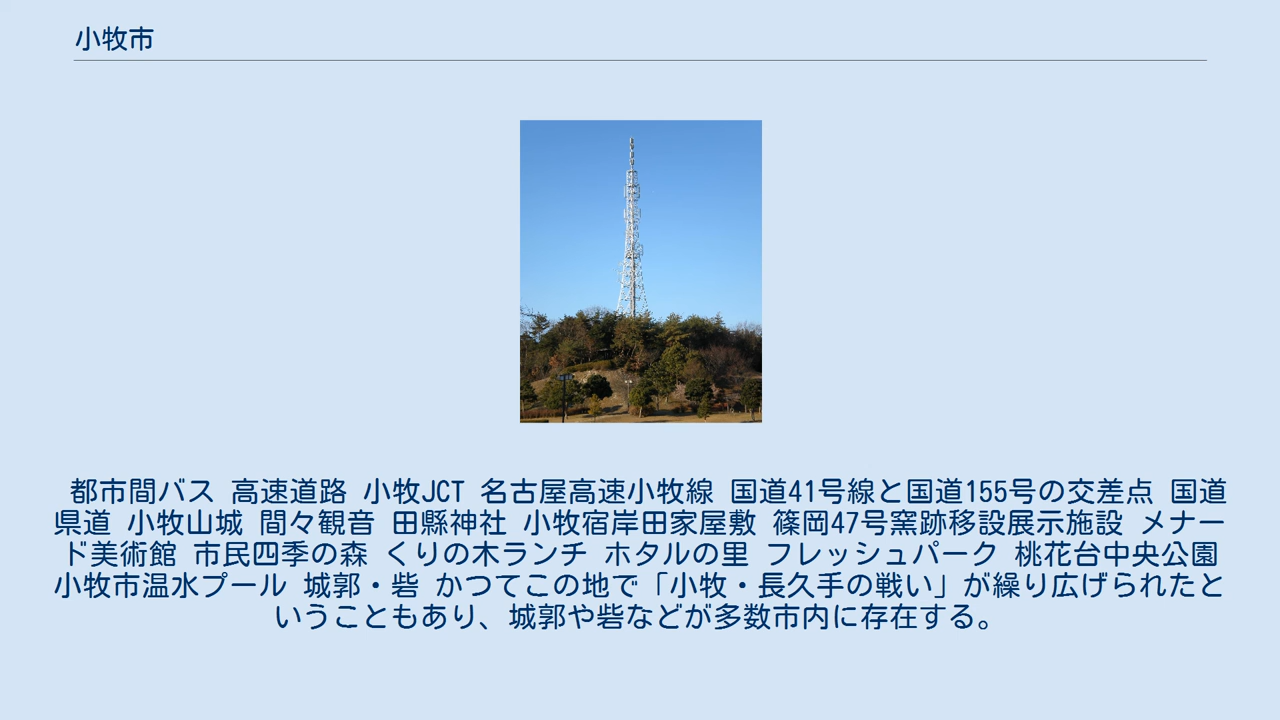 小牧市
都市間バス 高速道路 小牧JCT 名古屋高速小牧線 国道41号線と国道155号の交差点 国道
県道 小牧山城 間々観音 田縣神社 小牧宿岸田家屋敷 篠岡47号窯跡移設展示施設 メナー
ド美術館 市民四季の森 くりの木ランチ ホタルの里 フレッシュパーク 桃花台中央公園
小牧市温水プール 城郭・砦 かつてこの地で「小牧・長久手の戦い」が繰り広げられたと
いうこともあり、城郭や砦などが多数市内に存在する。